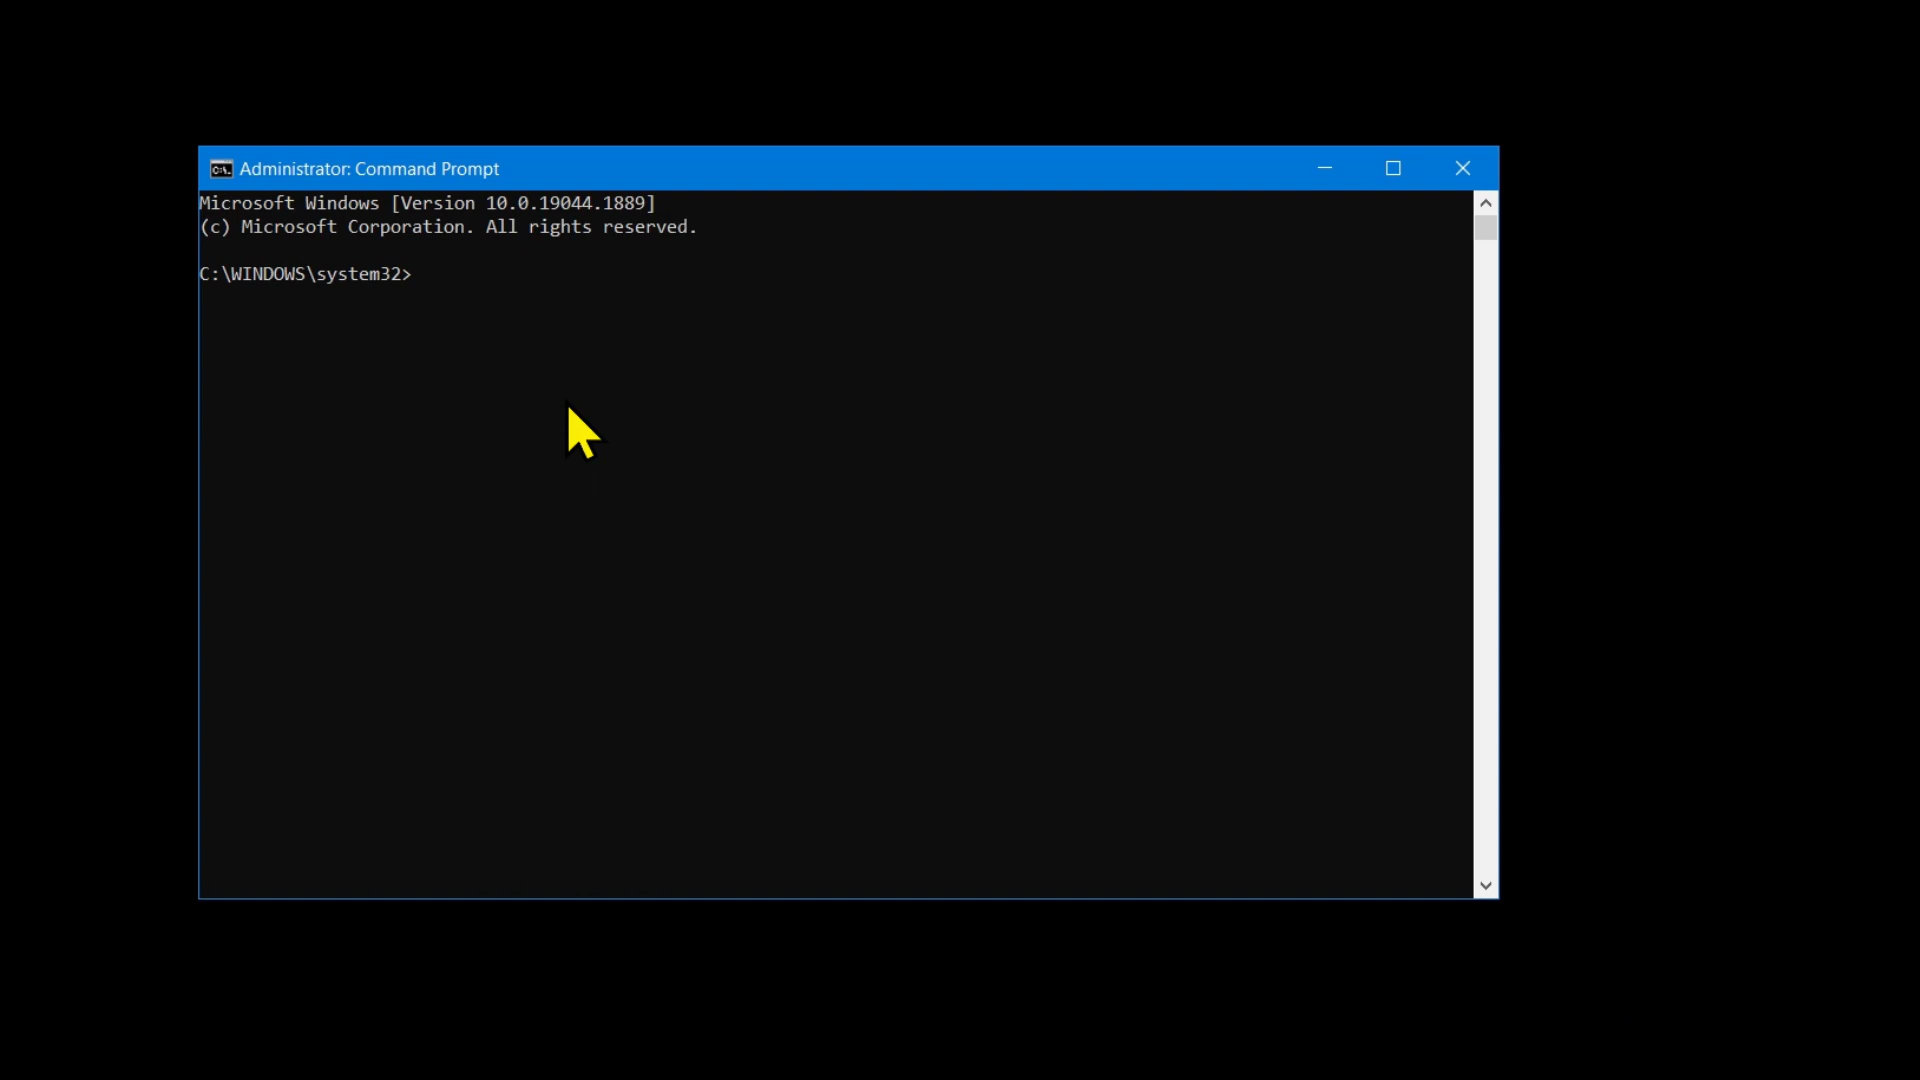 Administrator: Command Prompt
Microsoft Windows [Version 10.0.19044.1889]
(c) Microsoft Corporation. All rights reserved.
C:\WINDOWS\system32>